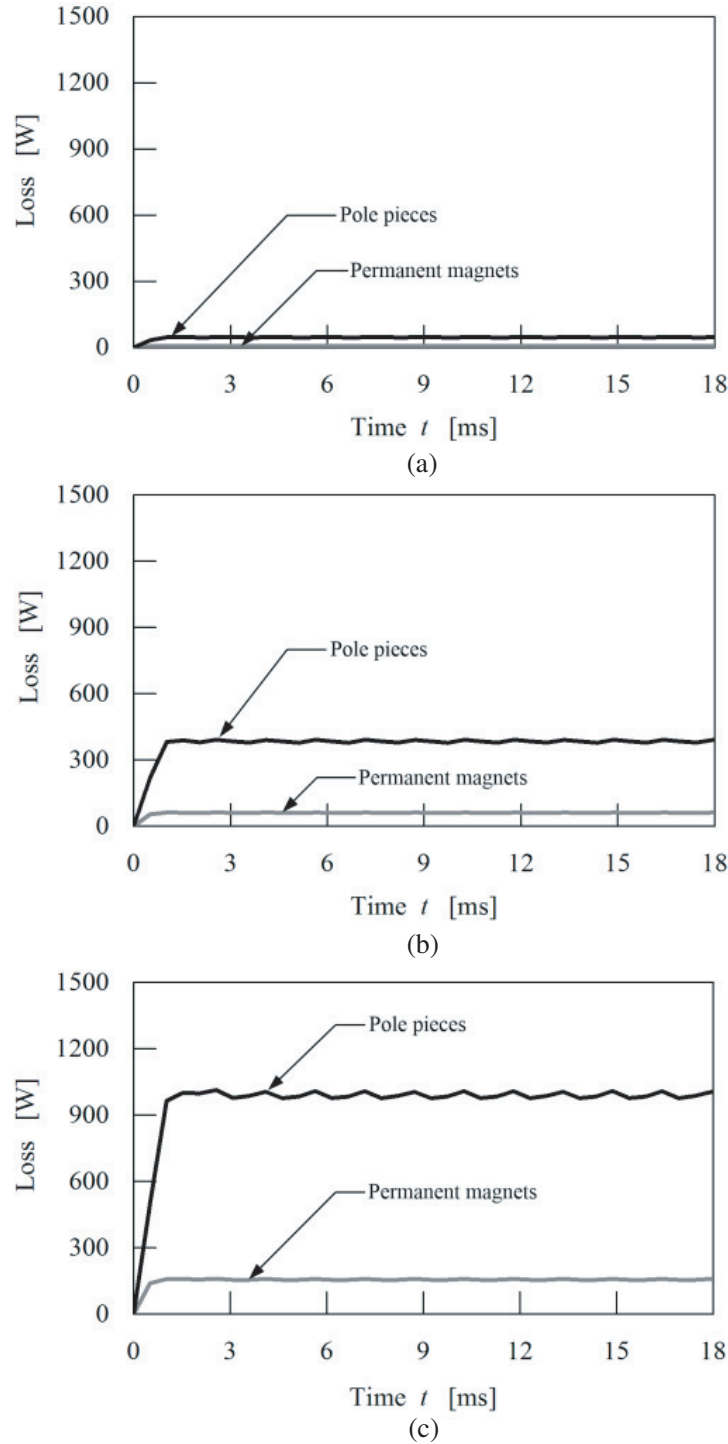 1500
1200
900
600
300
0
Loss [W]
Pole pieces
Permanent magnets
0 3 6 9 12 15 18
Time t [ms]
(a)
1500
1200
900
600
300
0
Loss [W]
Pole pieces
Permanent magnets
0 3 6 9 12 15 18
Time t [ms]
(b)
1500
1200
900
600
300
0
Loss [W]
Pole pieces
Permanent magnets
0 3 6 9 12 15 18
Time t [ms]
(c)